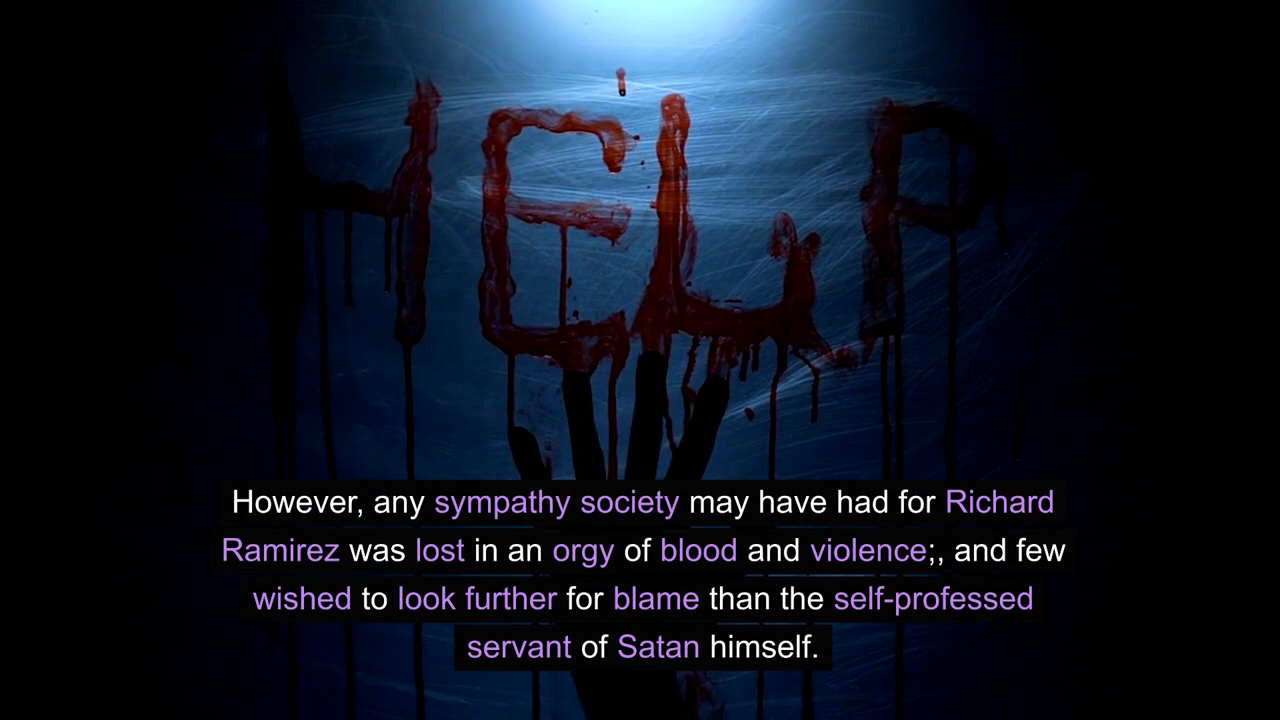 HELP
However, any sympathy society may have had for Richard
Ramirez was lost in an orgy of blood and violence;, and few
wished to look further for blame than the self-professed
servant of Satan himself.